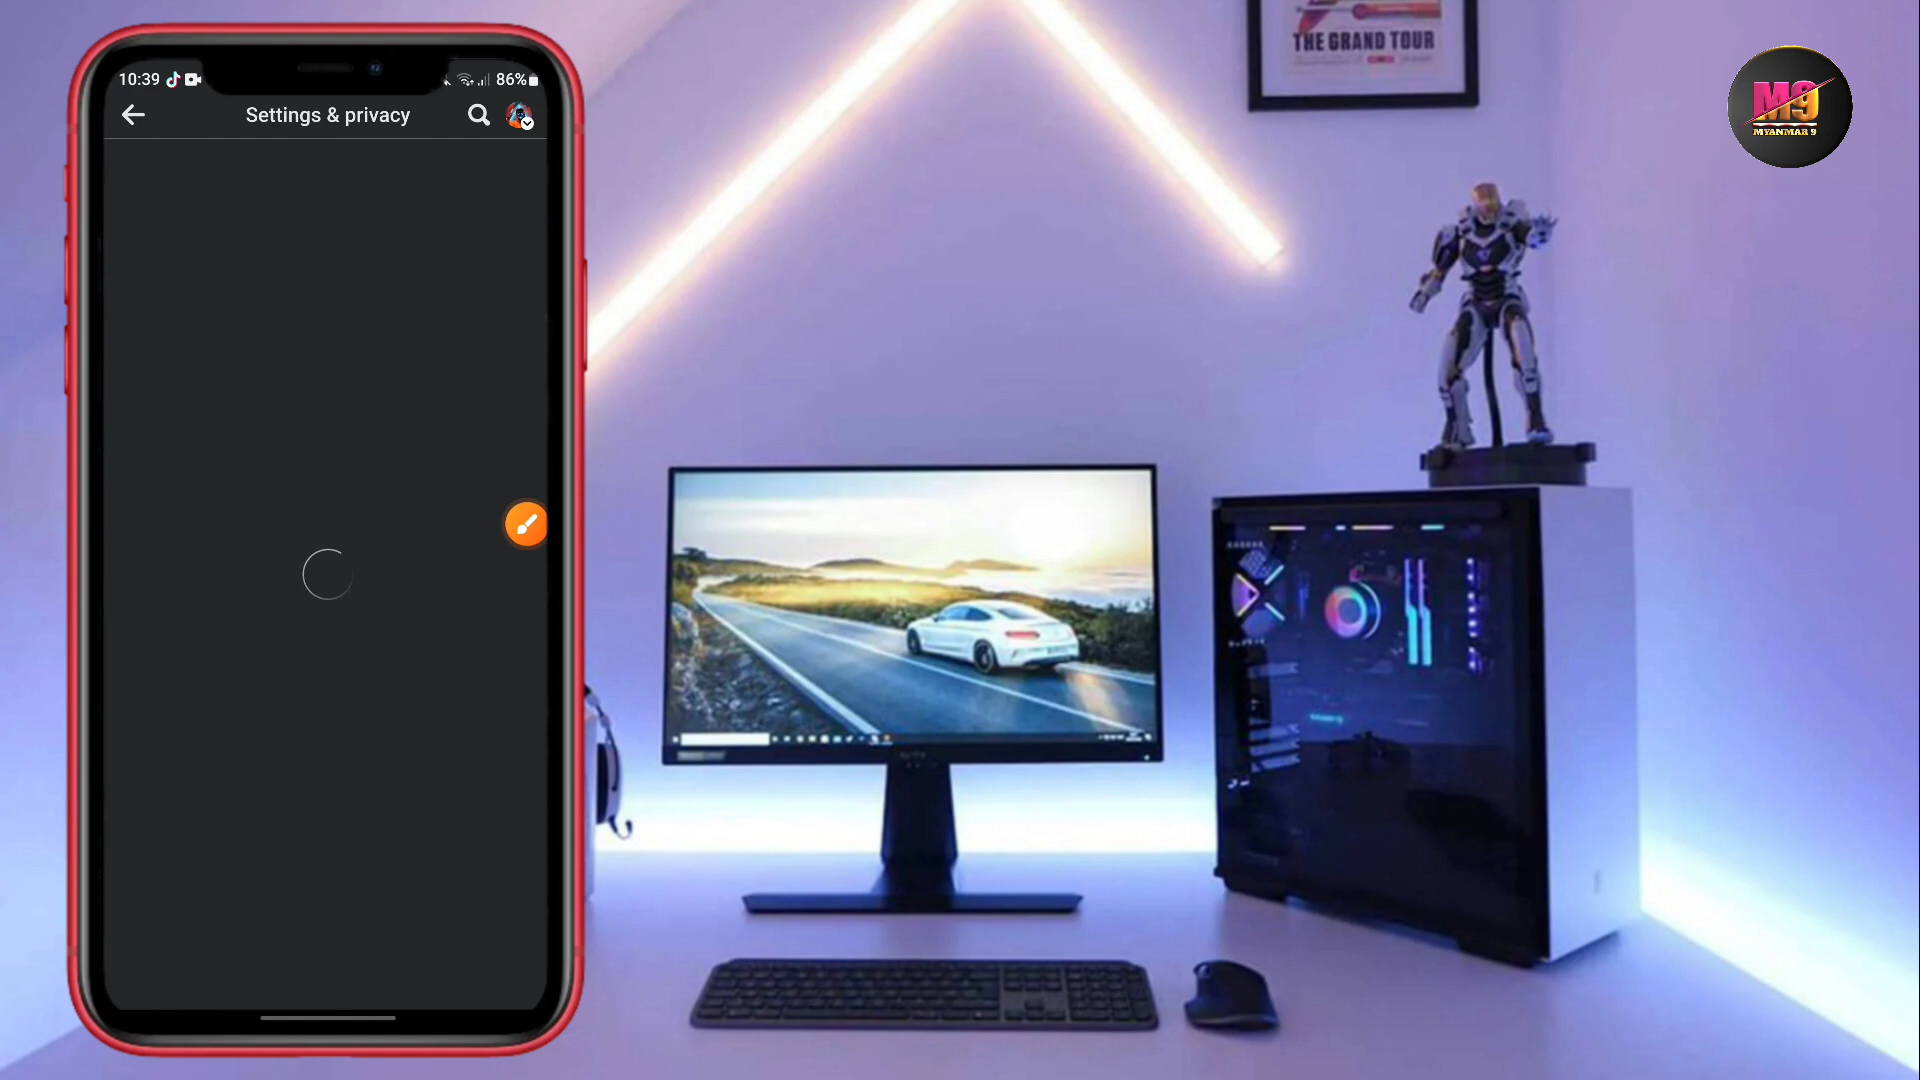 10:39
86%
Settings & privacy
THE GRAND TOUR
M9
MYANMAR 9